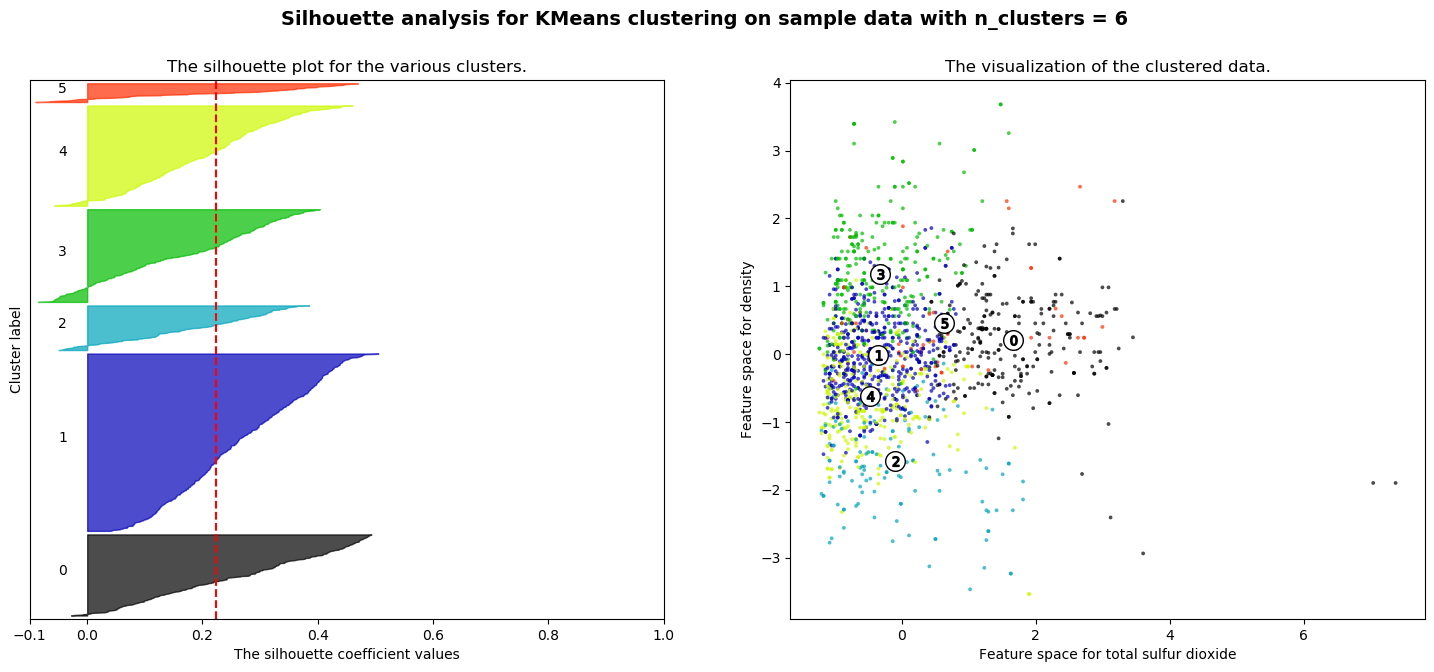 Silhouette analysis for KMeans clustering on sample data with n_clusters = 6
The silhouette plot for the various clusters.
5
4
3
2
1
0
Cluster label
−0.1 0.0 0.2 0.4 0.6 0.8 1.0
The silhouette coefficient values
The visualization of the clustered data.
4
3
2
1
0
−1
−2
−3
Feature space for density
3
5
0
1
4
2
0 2 4 6
Feature space for total sulfur dioxide